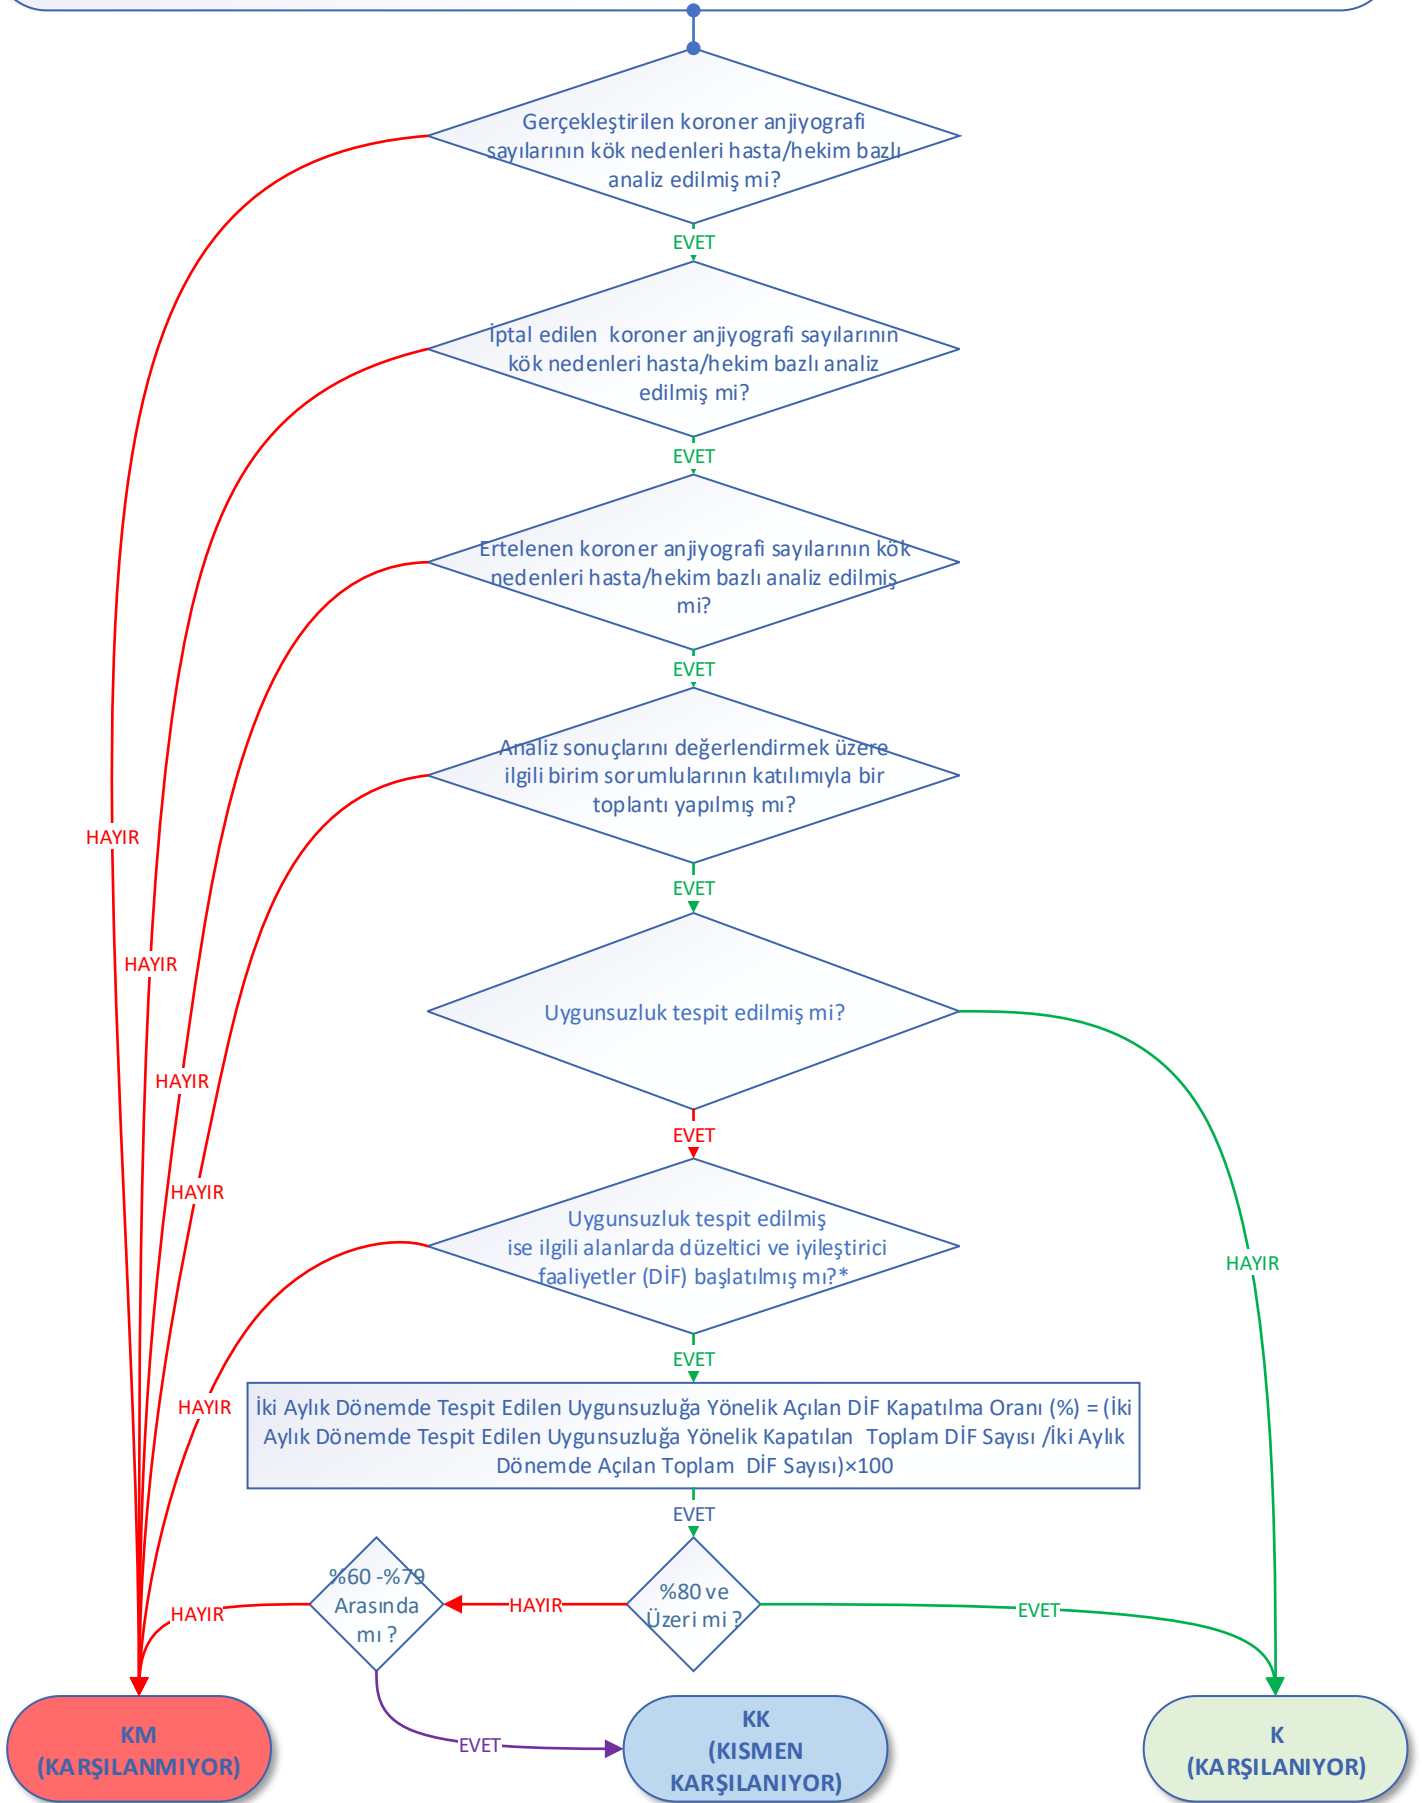 Gerçekleştirilen koroner anjiyografi
sayılarının kök nedenleri hasta/hekim bazlı
analiz edilmiş mi?
EVET
İptal edilen koroner anjiyografi sayılarının
kök nedenleri hasta/hekim bazlı analiz
edilmiş mi?
EVET
Ertelenen koroner anjiyografi sayılarının kök
nedenleri hasta/hekim bazlı analiz edilmiş
mi?
EVET
Analiz sonuçlarını değerlendirmek üzere
ilgili birim sorumlularının katılımıyla bir
toplantı yapılmış mı?
HAYIR
EVET
HAYIR
Uygunsuzluk tespit edilmiş mi?
HAYIR
EVET
HAYIR
Uygunsuzluk tespit edilmiş
ise ilgili alanlarda düzeltici ve iyileştirici
faaliyetler (DİF) başlatılmış mı?*
HAYIR
EVET
HAYIR
İki Aylık Dönemde Tespit Edilen Uygunsuzluğa Yönelik Açılan DİF Kapatılma Oranı (%) = (İki
Aylık Dönemde Tespit Edilen Uygunsuzluğa Yönelik Kapatılan Toplam DİF Sayısı /İki Aylık
Dönemde Açılan Toplam DİF Sayısı)×100
EVET
%60 -%79
Arasında
mı ?
%80 ve
Üzeri mi ?
HAYIR
HAYIR
EVET
EVET
KM
(KARŞILANMIYOR)
KK
(KISMEN
KARŞILANIYOR)
K
(KARŞILANIYOR)